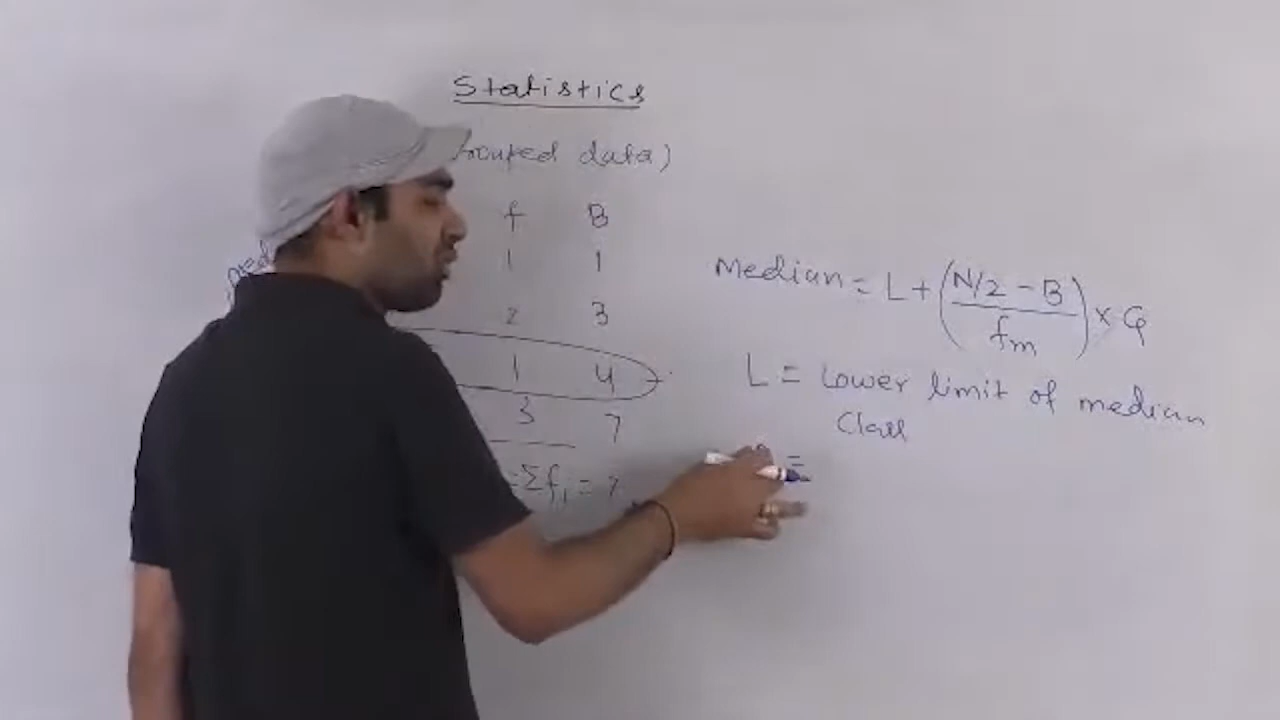 Statistics
rouped data)
f B
1 1
2 3
1 4
3 7
= Σfi = 7
Median = L + (N/2 - B / fm) × G
L = Lower limit of median
Class
=